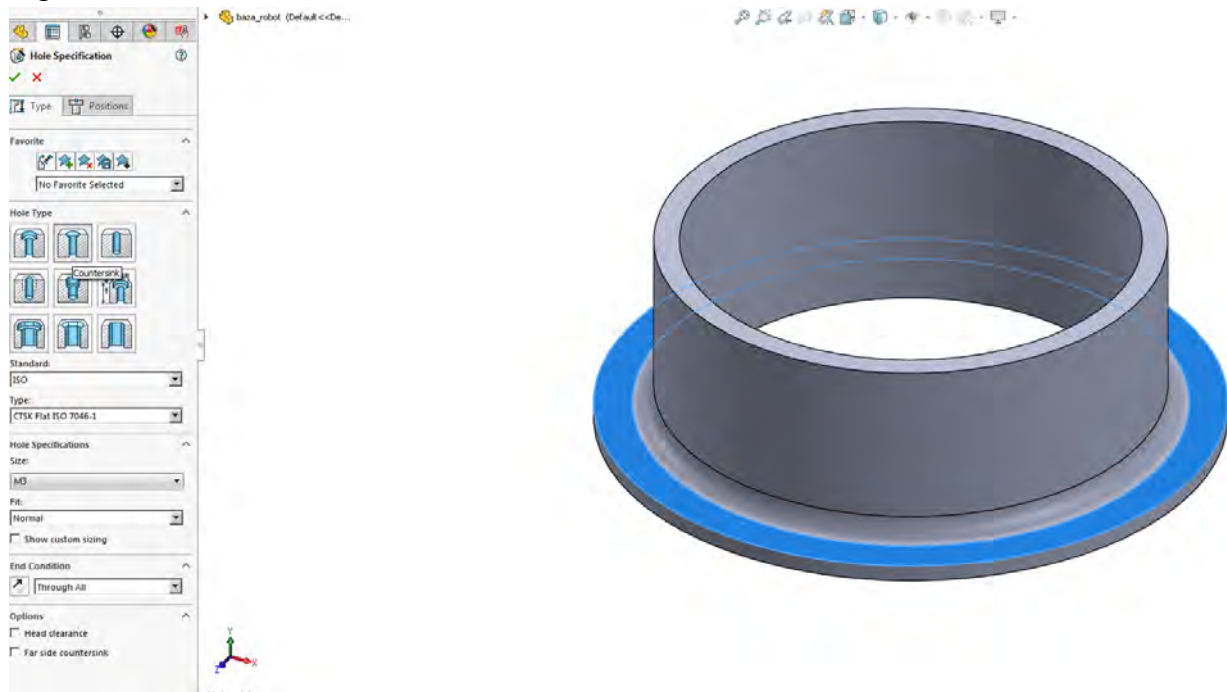 baza_robot (Default<<De...
Hole Specification
Type
Positions
Favorite
No Favorite Selected
Hole Type
Countersink
Standard:
ISO
Type:
CTSK Flat ISO 7046-1
Hole Specifications
Size:
M3
Fit:
Normal
Show custom sizing
End Condition
Through All
Options
Head clearance
Far side countersink
Y
X
Z